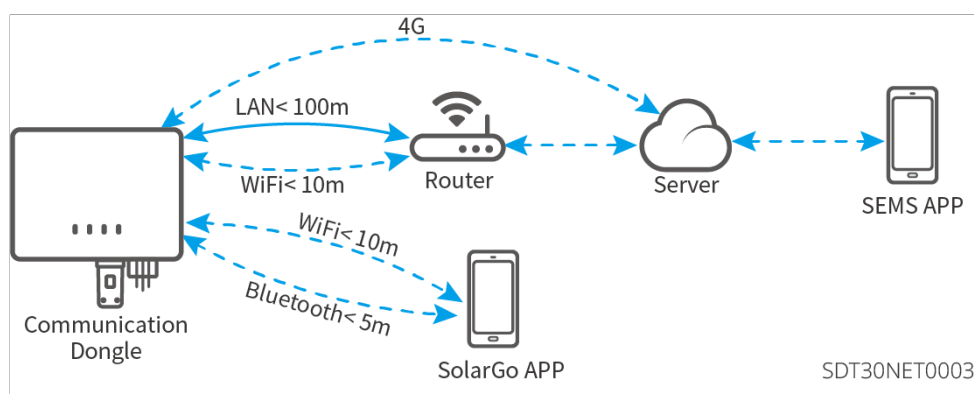 4G
LAN< 100m
WiFi< 10m
Router
Server
SEMS APP
WiFi< 10m
Bluetooth< 5m
Communication
Dongle
SolarGo APP
SDT30NET0003